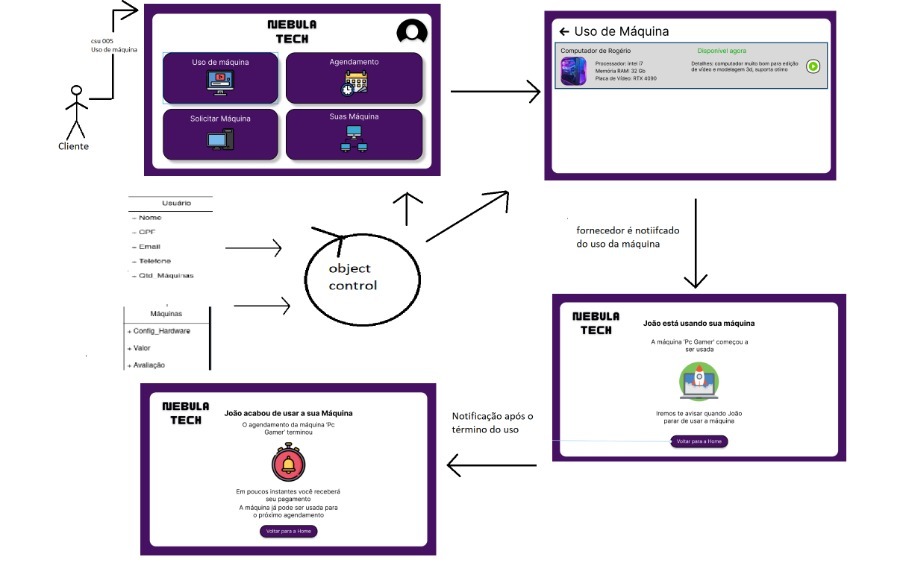 csu 005
Uso de máquina
Cliente
NEBULA
TECH
Uso de máquina
Agendamento
Solicitar Máquina
Suas Máquina
Uso de Máquina
Computador de Rogério
Disponivel agora
Processador: Intel i7
Memória RAM: 32 Gb
Placa de Vídeo: RTX 4090
Detalhes: computador muito bom para edição
de vídeo e modelagem 3d, suporta otimo
Usuário
- Nome
- CPF
- Email
- Telefone
- Qtd_Maquinas
object
control
fornecedor é notiifcado
do uso da máquina
Máquinas
+ Config_Hardware
+ Valor
+ Avaliação
NEBULA
TECH
João está usando sua máquina
A máquina 'Pc Gamer' começou a
ser usada
Iremos te avisar quando João
parar de usar a máquina
Voltar para a Home
Notificação após o
término do uso
NEBULA
TECH
João acabou de usar a sua Máquina
O agendamento da máquina 'Pc
Gamer' terminou
Em poucos instantes você receberá
seu pagamento
A máquina já pode ser usada para
o próximo agendamento
Voltar para a Home